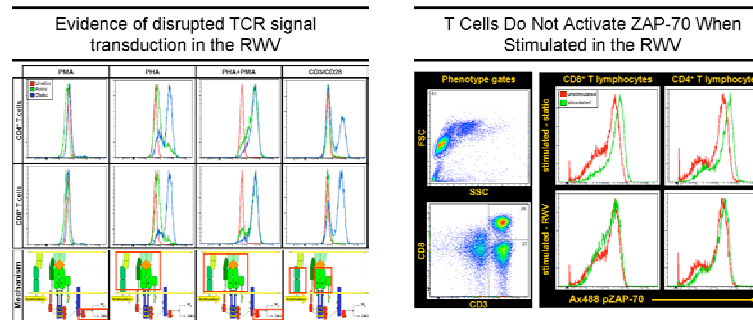 Evidence of disrupted TCR signal
transduction in the RWV
PMA
PHA
PHA+PMA
CD3/CD28
Unstim
Static
CD4+ T cells
CD8+ T cells
Mechanism
T Cells Do Not Activate ZAP-70 When
Stimulated in the RWV
Phenotype gates
CD8+ T lymphocytes
CD4+ T lymphocyte
unstimulated
stimulated
FSC
SSC
CD8
CD3
stimulated - static
stimulated - RWV
Ax488 pZAP-70